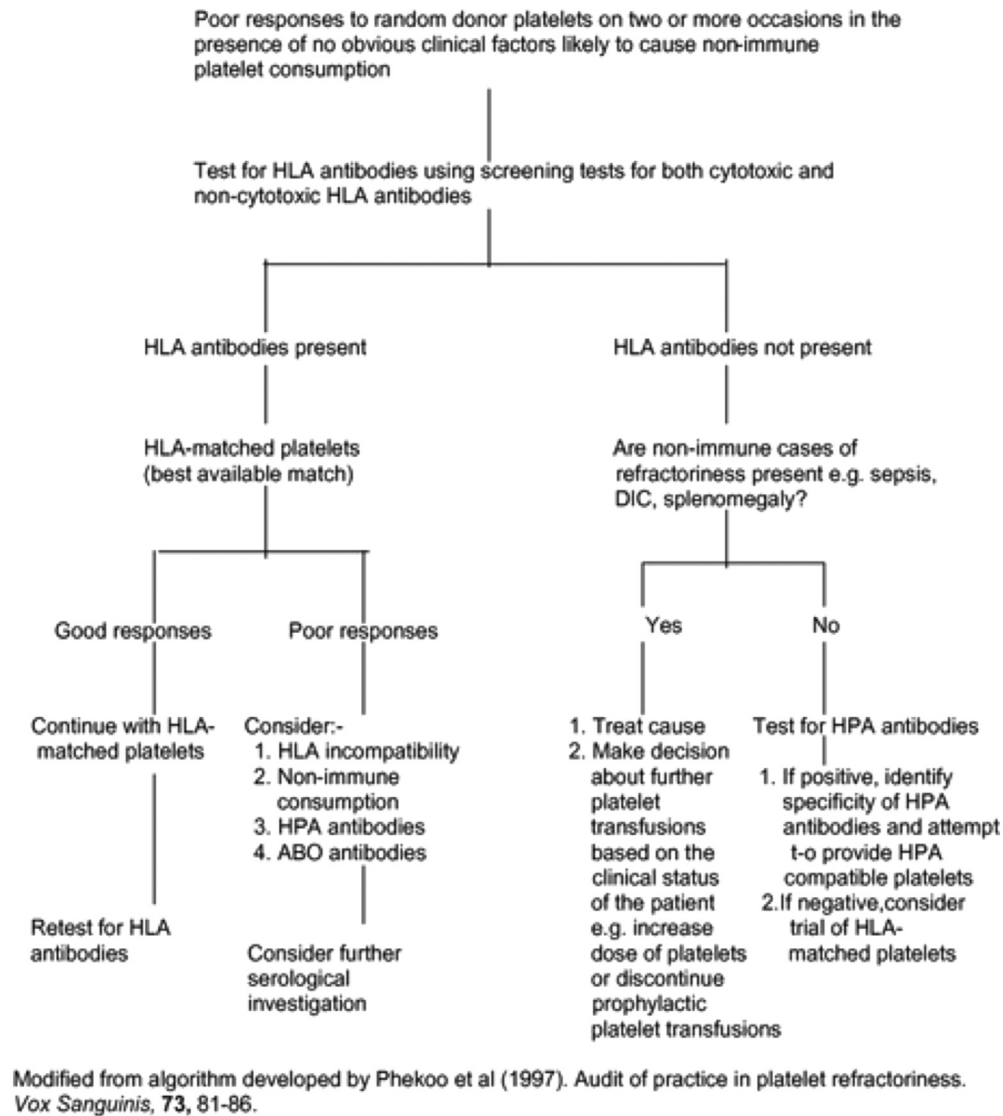 Poor responses to random donor platelets on two or more occasions in the
presence of no obvious clinical factors likely to cause non-immune
platelet consumption
Test for HLA antibodies using screening tests for both cytotoxic and
non-cytotoxic HLA antibodies
HLA antibodies present
HLA antibodies not present
HLA-matched platelets
(best available match)
Are non-immune cases of
refractoriness present e.g. sepsis,
DIC, splenomegaly?
Good responses
Poor responses
Yes
No
Continue with HLA-
matched platelets
Consider:-
1. HLA incompatibility
2. Non-immune
consumption
3. HPA antibodies
4. ABO antibodies
1. Treat cause
2. Make decision
about further
platelet
transfusions
based on the
clinical status
of the patient
e.g. increase
dose of platelets
or discontinue
prophylactic
platelet transfusions
Test for HPA antibodies
1. If positive, identify
specificity of HPA
antibodies and attempt
t-o provide HPA
compatible platelets
2.If negative,consider
trial of HLA-
matched platelets
Retest for HLA
antibodies
Consider further
serological
investigation
Modified from algorithm developed by Phekoo et al (1997). Audit of practice in platelet refractoriness.
Vox Sanguinis, 73, 81-86.